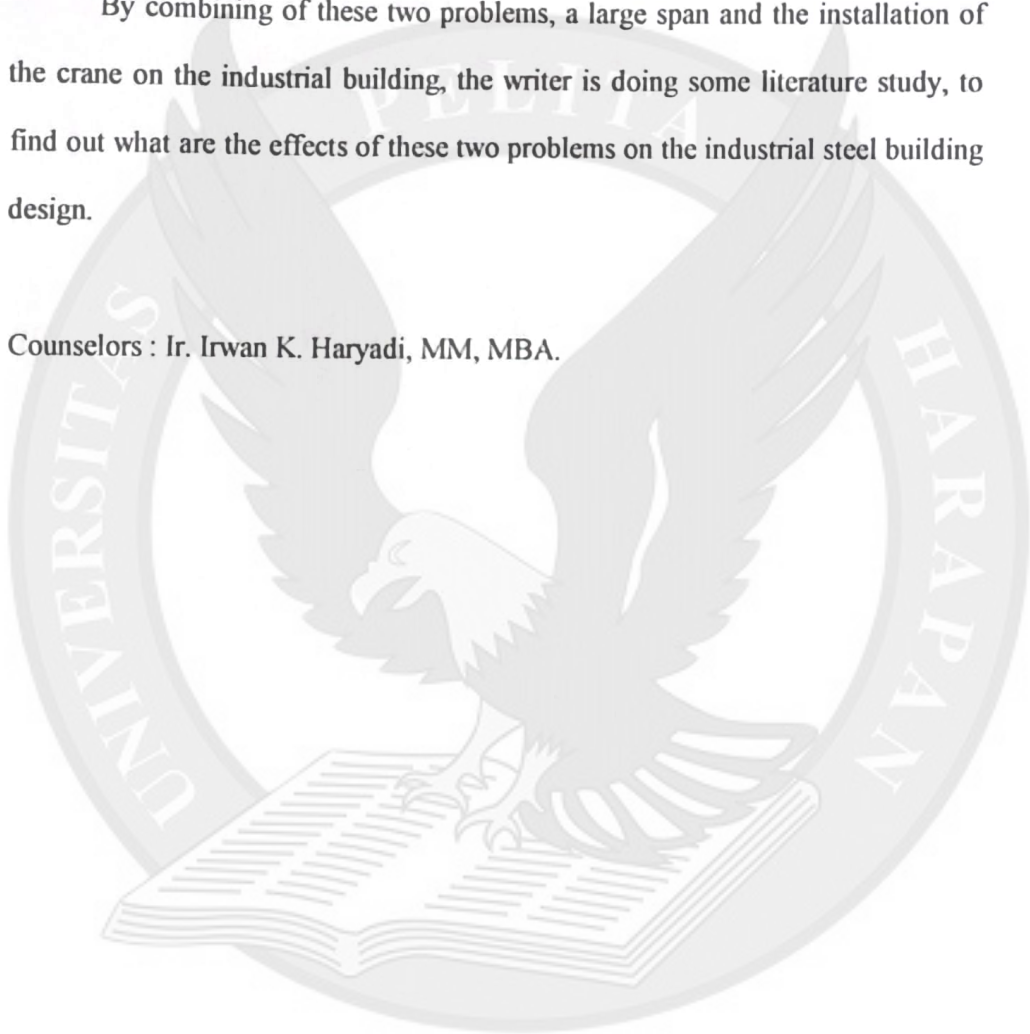 By combining of these two problems, a large span and the installation of
the crane on the industrial building, the writer is doing some literature study, to
find out what are the effects of these two problems on the industrial steel building
design.
Counselors : Ir. Irwan K. Haryadi, MM, MBA.
UNIVERSITAS PELITA HARAPAN